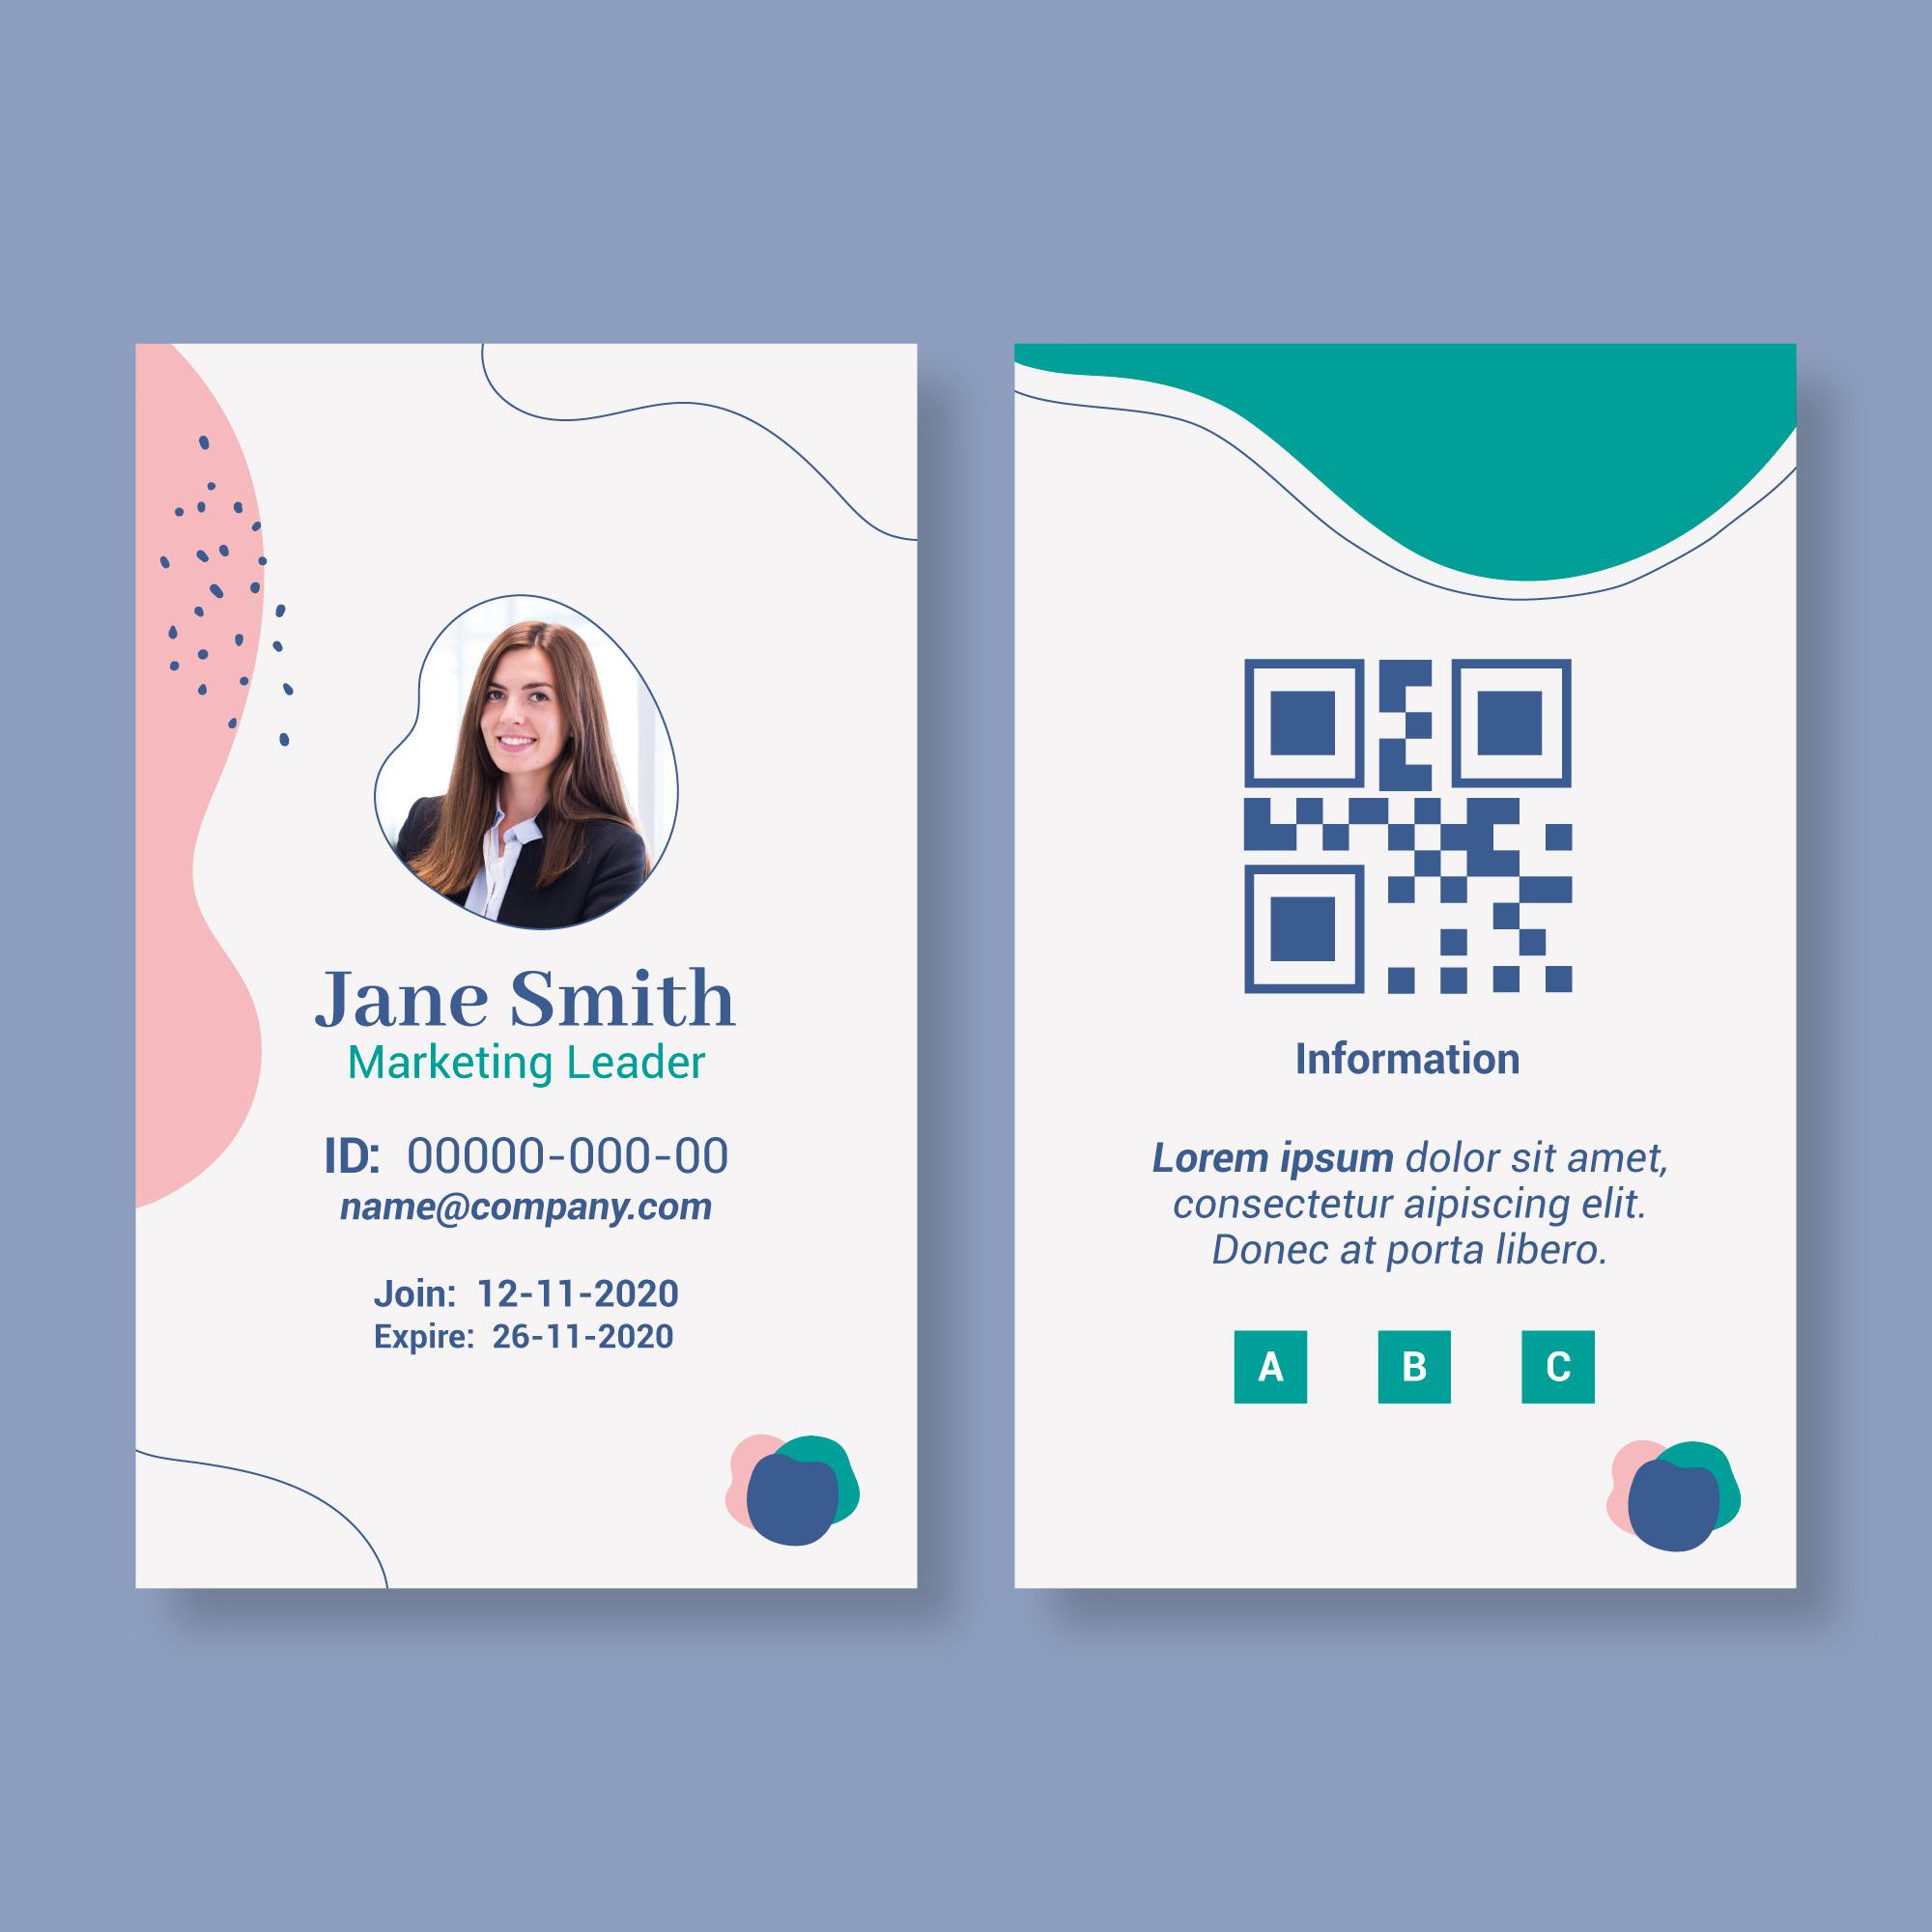 Jane Smith
Marketing Leader
ID: 00000-000-00
name@company.com
Join: 12-11-2020
Expire: 26-11-2020
Information
Lorem ipsum dolor sit amet,
consectetur aipiscing elit.
Donec at porta libero.
A B C